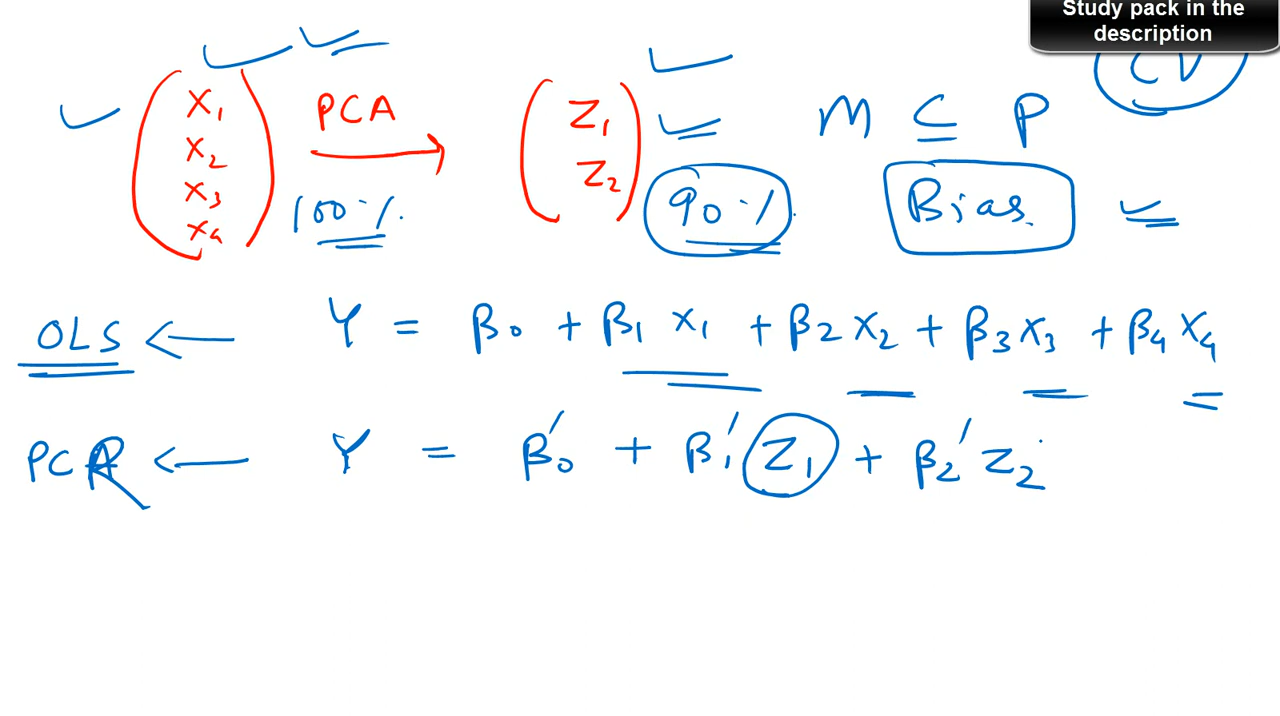 Study pack in the
description
CV
X1 PCA Z1 M ⊆ P
X2 Z2
X3 100% 90% Bias
X4
OLS ← Y = β0 + β1 X1 + β2 X2 + β3 X3 + β4 X4
PCR ← Y = β0' + β1' Z1 + β2' Z2